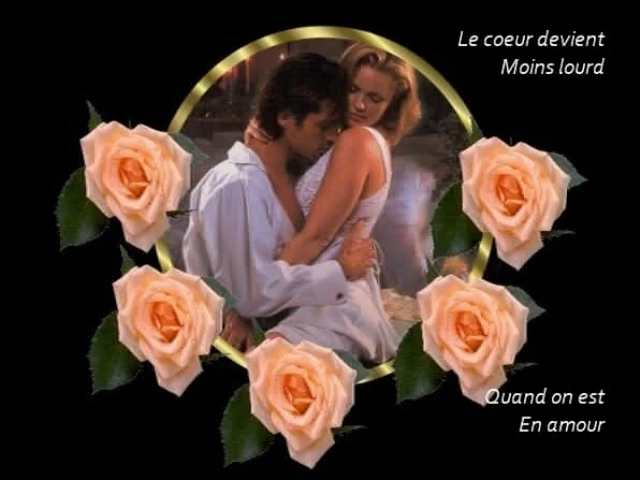 Le coeur devient
Moins lourd
Quand on est
En amour